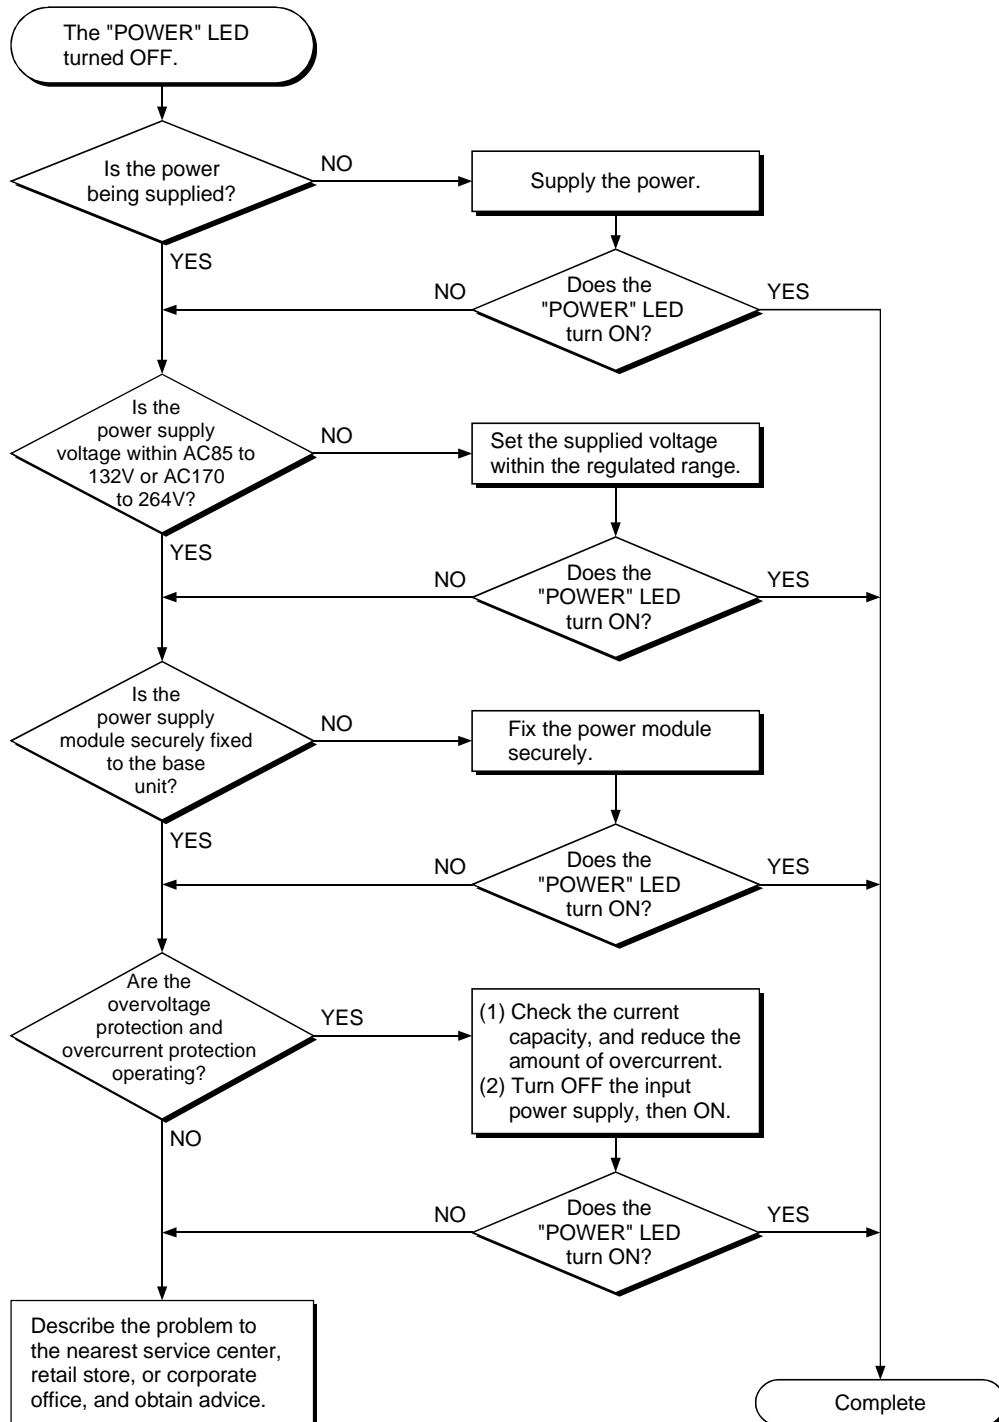 The "POWER" LED
turned OFF.
Is the power
being supplied?
NO
Supply the power.
YES
Does the
"POWER" LED
turn ON?
NO
YES
Is the
power supply
voltage within AC85 to
132V or AC170
to 264V?
NO
Set the supplied voltage
within the regulated range.
YES
Does the
"POWER" LED
turn ON?
NO
YES
Is the
power supply
module securely fixed
to the base
unit?
NO
Fix the power module
securely.
YES
Does the
"POWER" LED
turn ON?
NO
YES
Are the
overvoltage
protection and
overcurrent protection
operating?
YES
(1) Check the current
capacity, and reduce the
amount of overcurrent.
(2) Turn OFF the input
power supply, then ON.
NO
Does the
"POWER" LED
turn ON?
NO
YES
Describe the problem to
the nearest service center,
retail store, or corporate
office, and obtain advice.
Complete